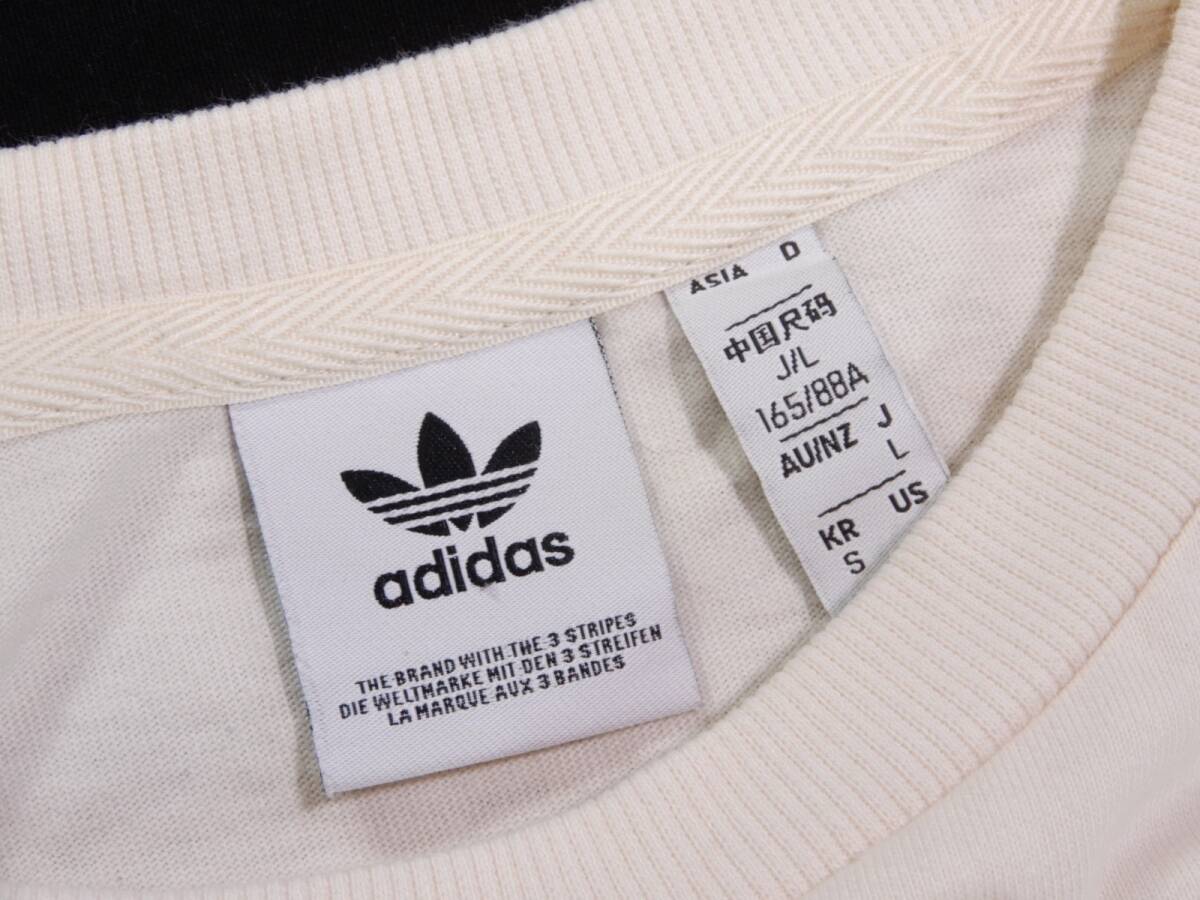 adidas
THE BRAND WITH THE 3 STRIPES
DIE WELTMARKE MIT DEN 3 STREIFEN
LA MARQUE AUX 3 BANDES
ASIA D
中国尺码
J/L
165/88A
AU/NZ J
L
KR US
S